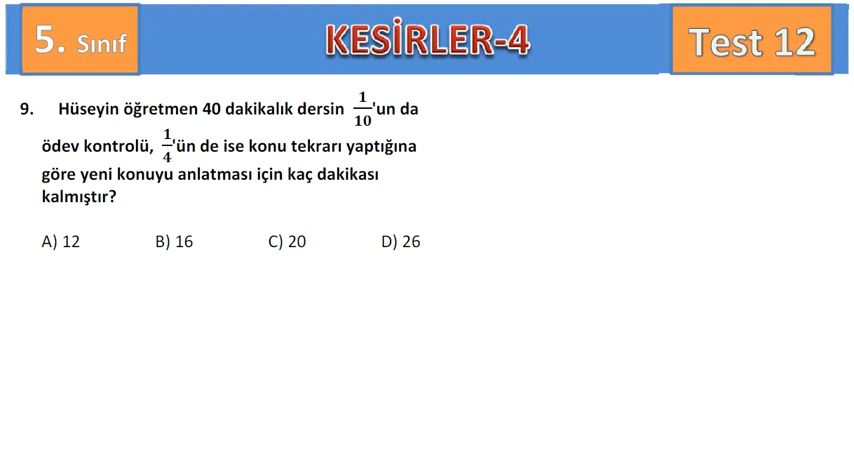 5. Sınıf
KESİRLER-4
Test 12
9. Hüseyin öğretmen 40 dakikalık dersin 1/10'un da
ödev kontrolü, 1/4'ün de ise konu tekrarı yaptığına
göre yeni konuyu anlatması için kaç dakikası
kalmıştır?
A) 12 B) 16 C) 20 D) 26